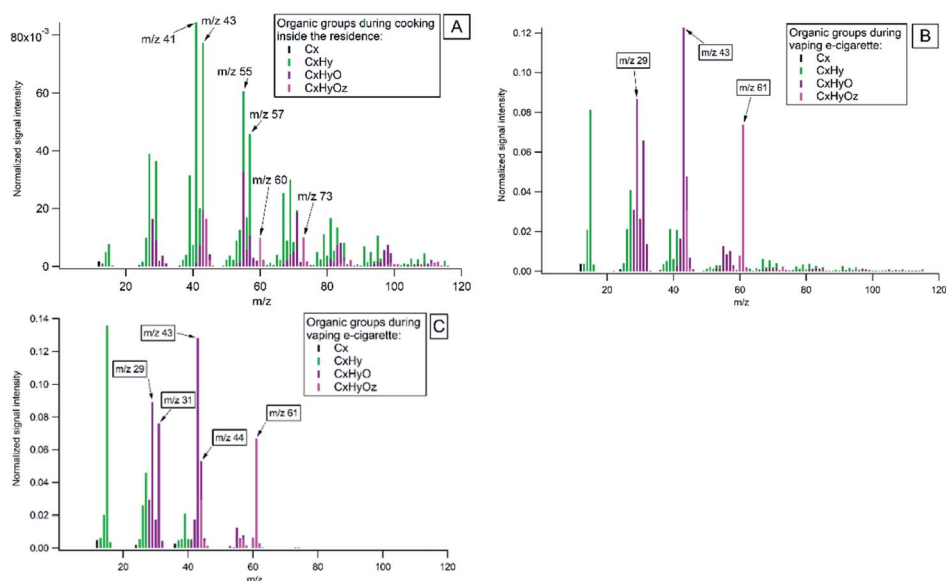 A
Organic groups during cooking
inside the residence:
Cx
CxHy
CxHyO
CxHyOz
m/z 41
m/z 43
m/z 55
m/z 57
m/z 60
m/z 73
Normalized signal intensity
80x10-3
60
40
20
0
20 40 60 80 100 120
m/z
B
Organic groups during
vaping e-cigarette:
Cx
CxHy
CxHyO
CxHyOz
m/z 29
m/z 43
m/z 61
Normalized signal intensity
0.12
0.10
0.08
0.06
0.04
0.02
0.00
20 40 60 80 100 120
m/z
C
Organic groups during
vaping e-cigarette:
Cx
CxHy
CxHyO
CxHyOz
m/z 43
m/z 29
m/z 31
m/z 44
m/z 61
Normalized signal intensity
0.14
0.12
0.10
0.08
0.06
0.04
0.02
0.00
20 40 60 80 100 120
m/z